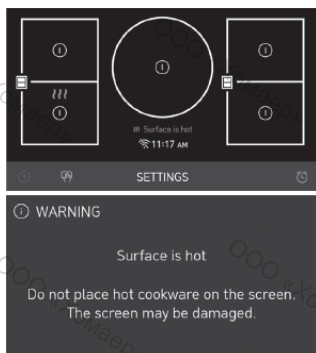 Surface is hot
11:17 AM
SETTINGS
WARNING
Surface is hot
Do not place hot cookware on the screen.
The screen may be damaged.